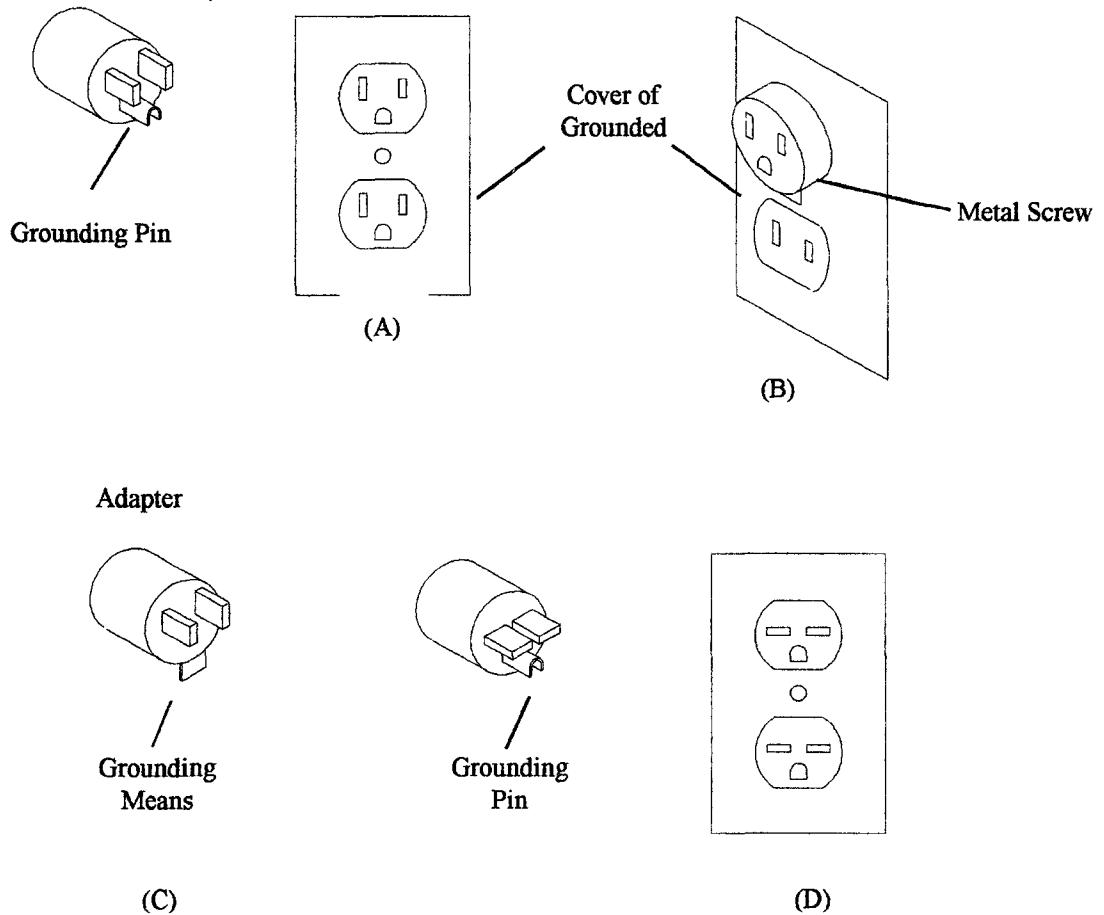 Cover of
Grounded
Metal Screw
Grounding Pin
(A)
(B)
Adapter
Grounding
Means
Grounding
Pin
(C)
(D)